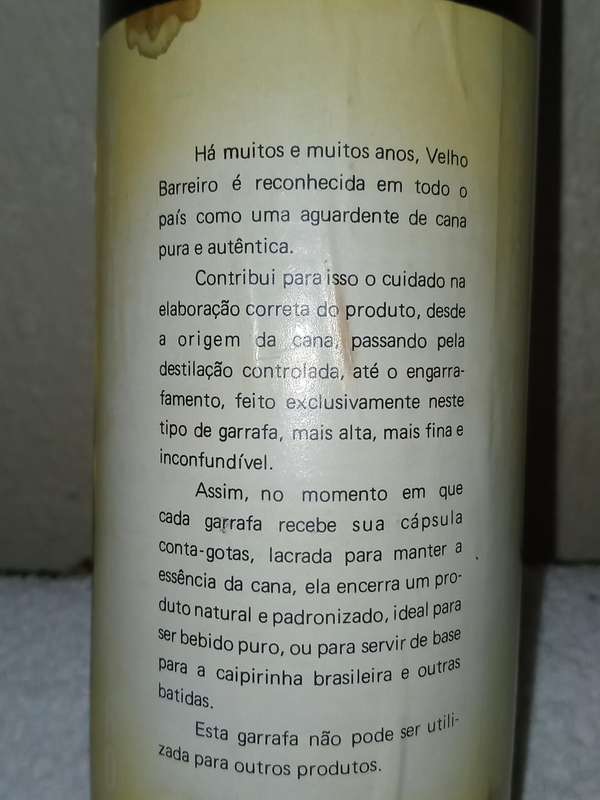 Há muitos e muitos anos, Velho
Barreiro é reconhecida em todo o
país como uma aguardente de cana
pura e autêntica.
Contribui para isso o cuidado na
elaboração correta do produto, desde
a origem da cana, passando pela
destilação controlada, até o engarra-
famento, feito exclusivamente neste
tipo de garrafa, mais alta, mais fina e
inconfundível.
Assim, no momento em que
cada garrafa recebe sua cápsula
conta-gotas, lacrada para manter a
essência da cana, ela encerra um pro-
duto natural e padronizado, ideal para
ser bebido puro, ou para servir de base
para a caipirinha brasileira e outras
batidas.
Esta garrafa não pode ser utili-
zada para outros produtos.